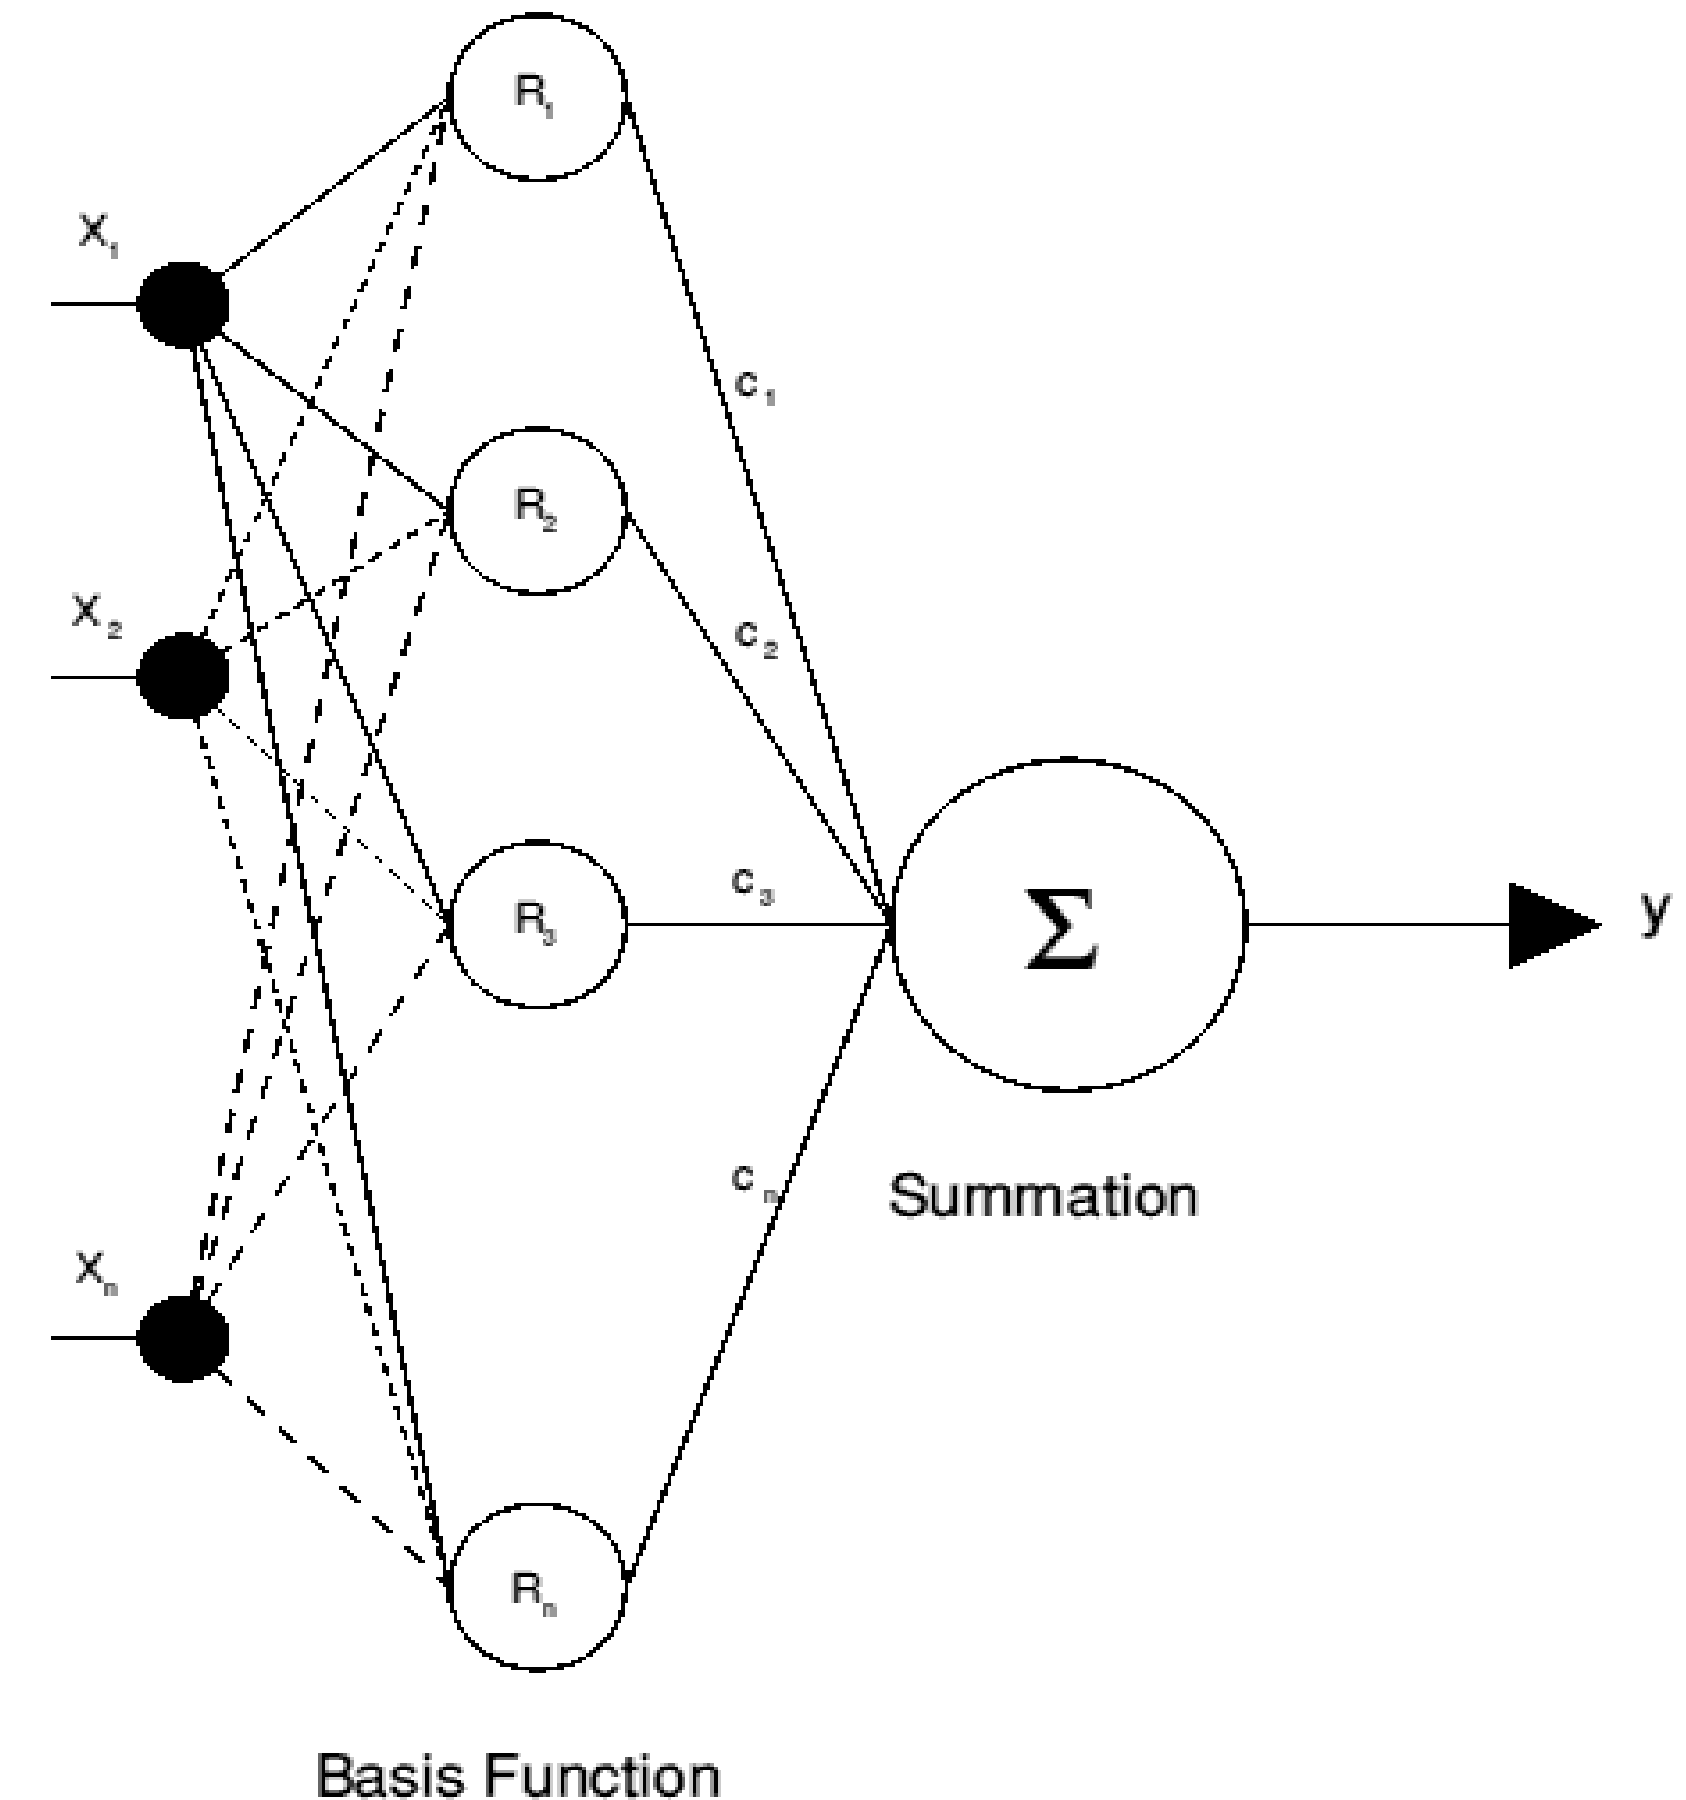 R₁
X₁
c₁
R₂
X₂
c₂
c₃
R₃
Σ
y
cₙ
Summation
Xₙ
Rₙ
Basis Function